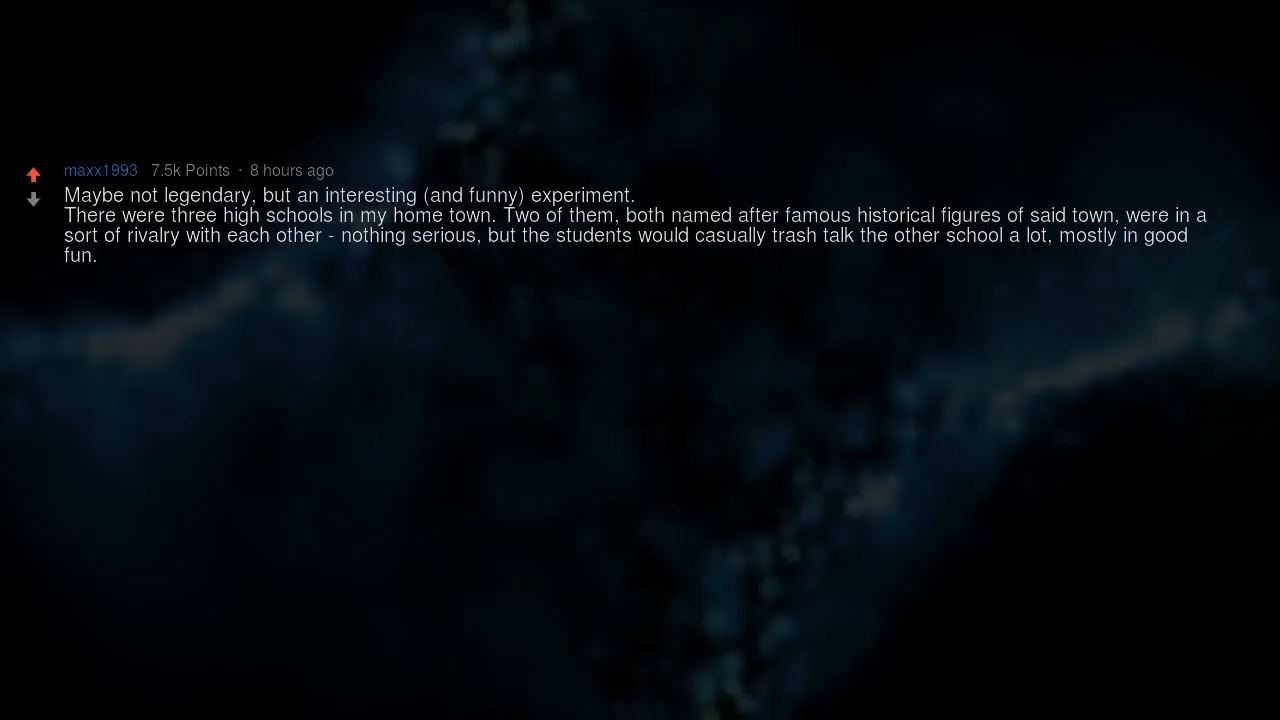 maxx1993 7.5k Points · 8 hours ago
Maybe not legendary, but an interesting (and funny) experiment.
There were three high schools in my home town. Two of them, both named after famous historical figures of said town, were in a
sort of rivalry with each other - nothing serious, but the students would casually trash talk the other school a lot, mostly in good
fun.